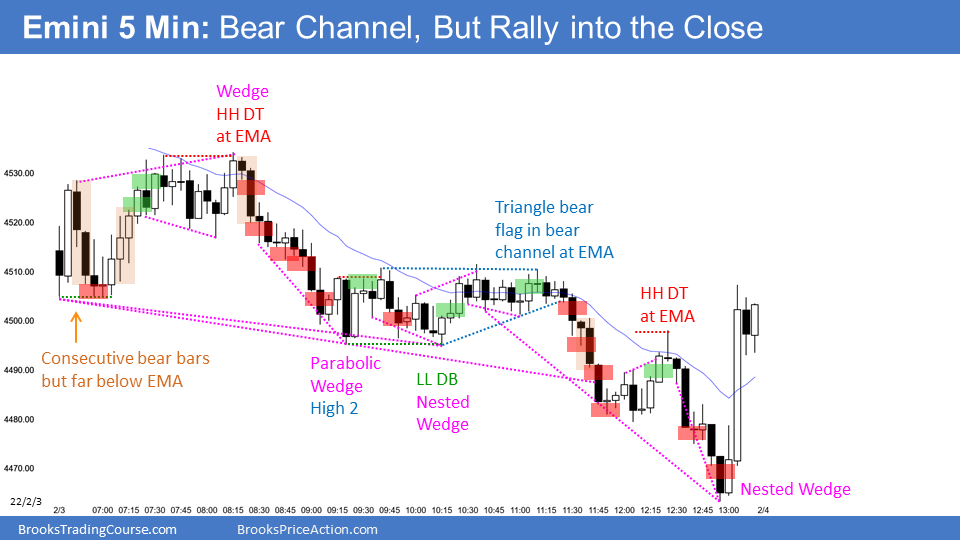 Emini 5 Min: Bear Channel, But Rally into the Close
Wedge
HH DT
at EMA
4530.00
4520.00
4510.00
4500.00
4490.00
4480.00
4470.00
Triangle bear
flag in bear
channel at EMA
HH DT
at EMA
Consecutive bear bars
but far below EMA
Parabolic
Wedge
High 2
LL DB
Nested
Wedge
Nested Wedge
22/2/3
2/3 07:00 07:15 07:30 07:45 08:00 08:15 08:30 08:45 09:00 09:15 09:30 09:45 10:00 10:15 10:30 10:45 11:00 11:15 11:30 11:45 12:00 12:15 12:30 12:45 13:00 2/4
BrooksTradingCourse.com BrooksPriceAction.com